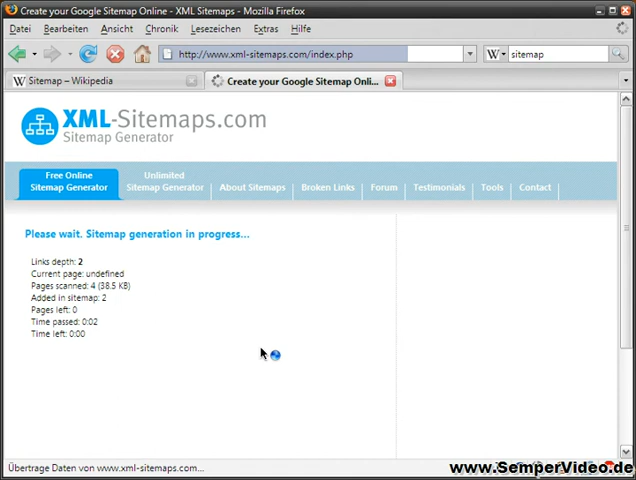 Create your Google Sitemap Online - XML Sitemaps - Mozilla Firefox
Datei Bearbeiten Ansicht Chronik Lesezeichen Extras Hilfe
http://www.xml-sitemaps.com/index.php
W
sitemap
W Sitemap – Wikipedia
Create your Google Sitemap Onli...
XML-Sitemaps.com
Sitemap Generator
Free Online
Sitemap Generator
Unlimited
Sitemap Generator
About Sitemaps
Broken Links
Forum
Testimonials
Tools
Contact
Please wait. Sitemap generation in progress...
Links depth: 2
Current page: undefined
Pages scanned: 4 (38.5 KB)
Added in sitemap: 2
Pages left: 0
Time passed: 0:02
Time left: 0:00
Übertrage Daten von www.xml-sitemaps.com...
www.SemperVideo.de